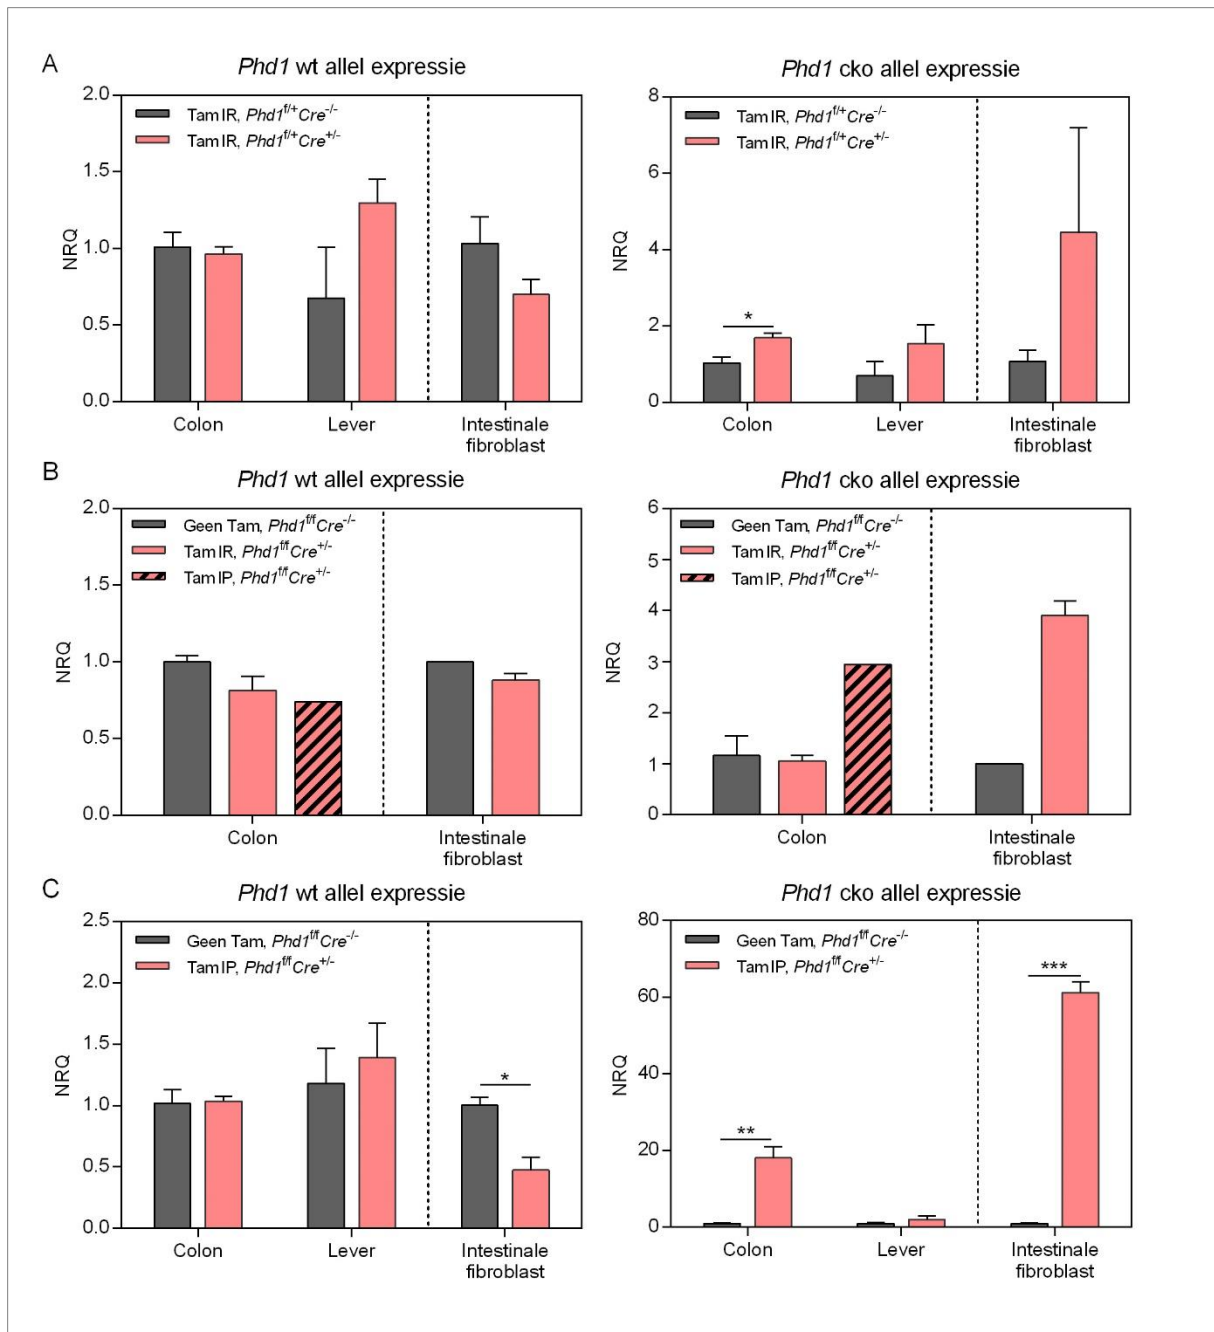 A
Phd1 wt allel expressie
2.0
1.5
1.0
0.5
0.0
NRQ
Tam IR, Phd1f/+Cre-/-
Tam IR, Phd1f/+Cre+/-
Colon
Lever
Intestinale
fibroblast
Phd1 cko allel expressie
8
6
4
2
0
NRQ
Tam IR, Phd1f/+Cre-/-
Tam IR, Phd1f/+Cre+/-
*
Colon
Lever
Intestinale
fibroblast
B
Phd1 wt allel expressie
2.0
1.5
1.0
0.5
0.0
NRQ
Geen Tam, Phd1f/fCre-/-
Tam IR, Phd1f/fCre+/-
Tam IP, Phd1f/fCre+/-
Colon
Intestinale
fibroblast
Phd1 cko allel expressie
6
5
4
3
2
1
0
NRQ
Geen Tam, Phd1f/fCre-/-
Tam IR, Phd1f/fCre+/-
Tam IP, Phd1f/fCre+/-
Colon
Intestinale
fibroblast
C
Phd1 wt allel expressie
2.5
2.0
1.5
1.0
0.5
0.0
NRQ
Geen Tam, Phd1f/fCre-/-
Tam IP, Phd1f/fCre+/-
*
Colon
Lever
Intestinale
fibroblast
Phd1 cko allel expressie
80
60
40
20
0
NRQ
Geen Tam, Phd1f/fCre-/-
Tam IP, Phd1f/fCre+/-
**
***
Colon
Lever
Intestinale
fibroblast